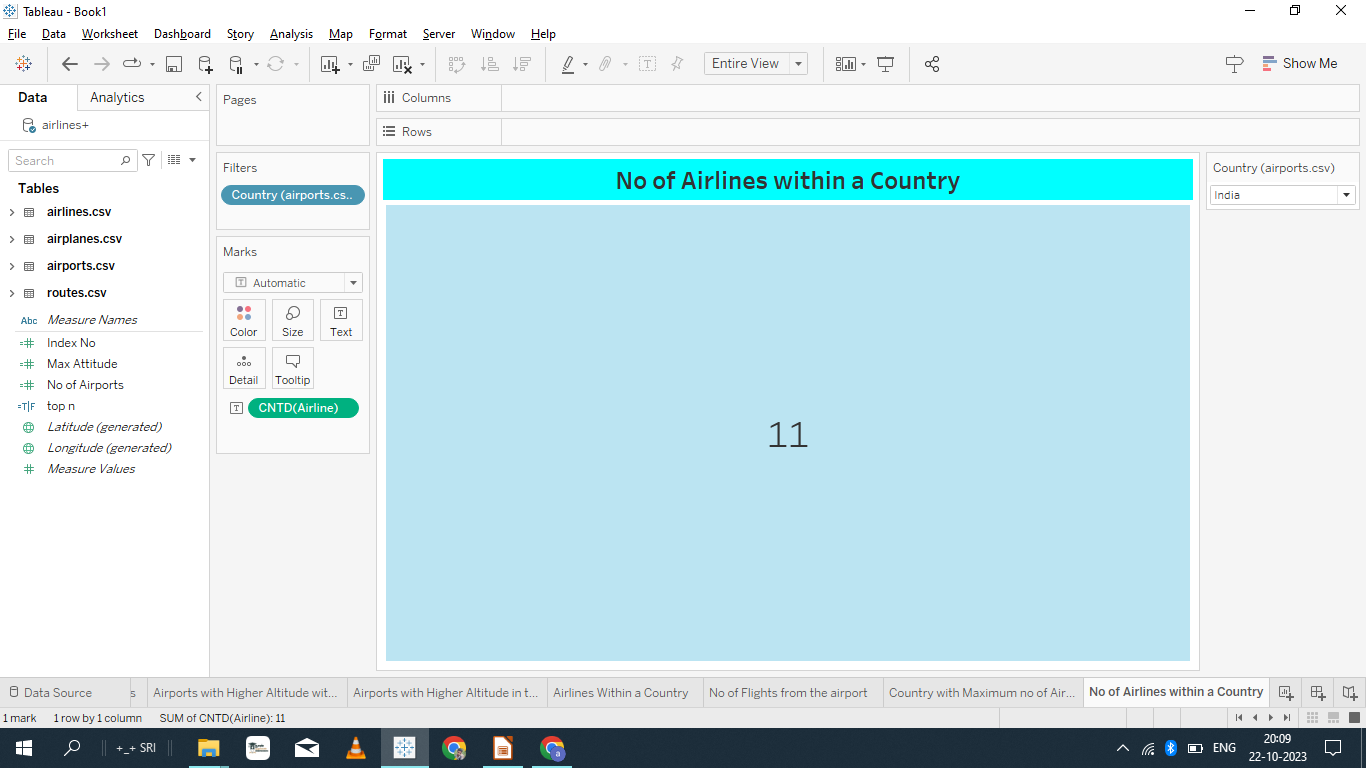 Tableau - Book1
File Data Worksheet Dashboard Story Analysis Map Format Server Window Help
Entire View
Show Me
Data Analytics
airlines+
Search
Tables
airlines.csv
airplanes.csv
airports.csv
routes.csv
Abc Measure Names
Index No
Max Attitude
No of Airports
=T|F top n
Latitude (generated)
Longitude (generated)
Measure Values
Pages
Filters
Country (airports.cs..
Marks
Automatic
Color Size Text
Detail Tooltip
CNTD(Airline)
Columns
Rows
No of Airlines within a Country
11
Country (airports.csv)
India
Data Source s Airports with Higher Altitude wit... Airports with Higher Altitude in t... Airlines Within a Country No of Flights from the airport Country with Maximum no of Air... No of Airlines within a Country
1 mark 1 row by 1 column SUM of CNTD(Airline): 11
+_+ SRI
ENG
20:09
22-10-2023